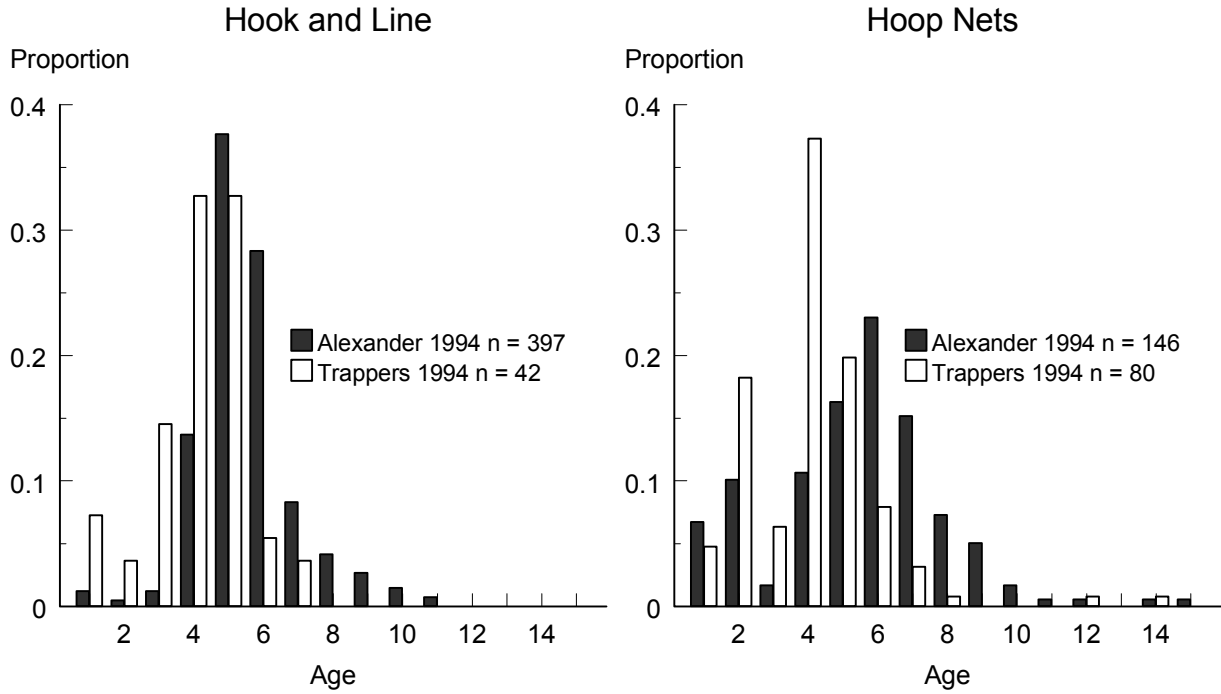 Hook and Line
Proportion
0.4
0.3
0.2
0.1
0
Alexander 1994 n = 397
Trappers 1994 n = 42
2 4 6 8 10 12 14
Age
Hoop Nets
Proportion
0.4
0.3
0.2
0.1
0
Alexander 1994 n = 146
Trappers 1994 n = 80
2 4 6 8 10 12 14
Age